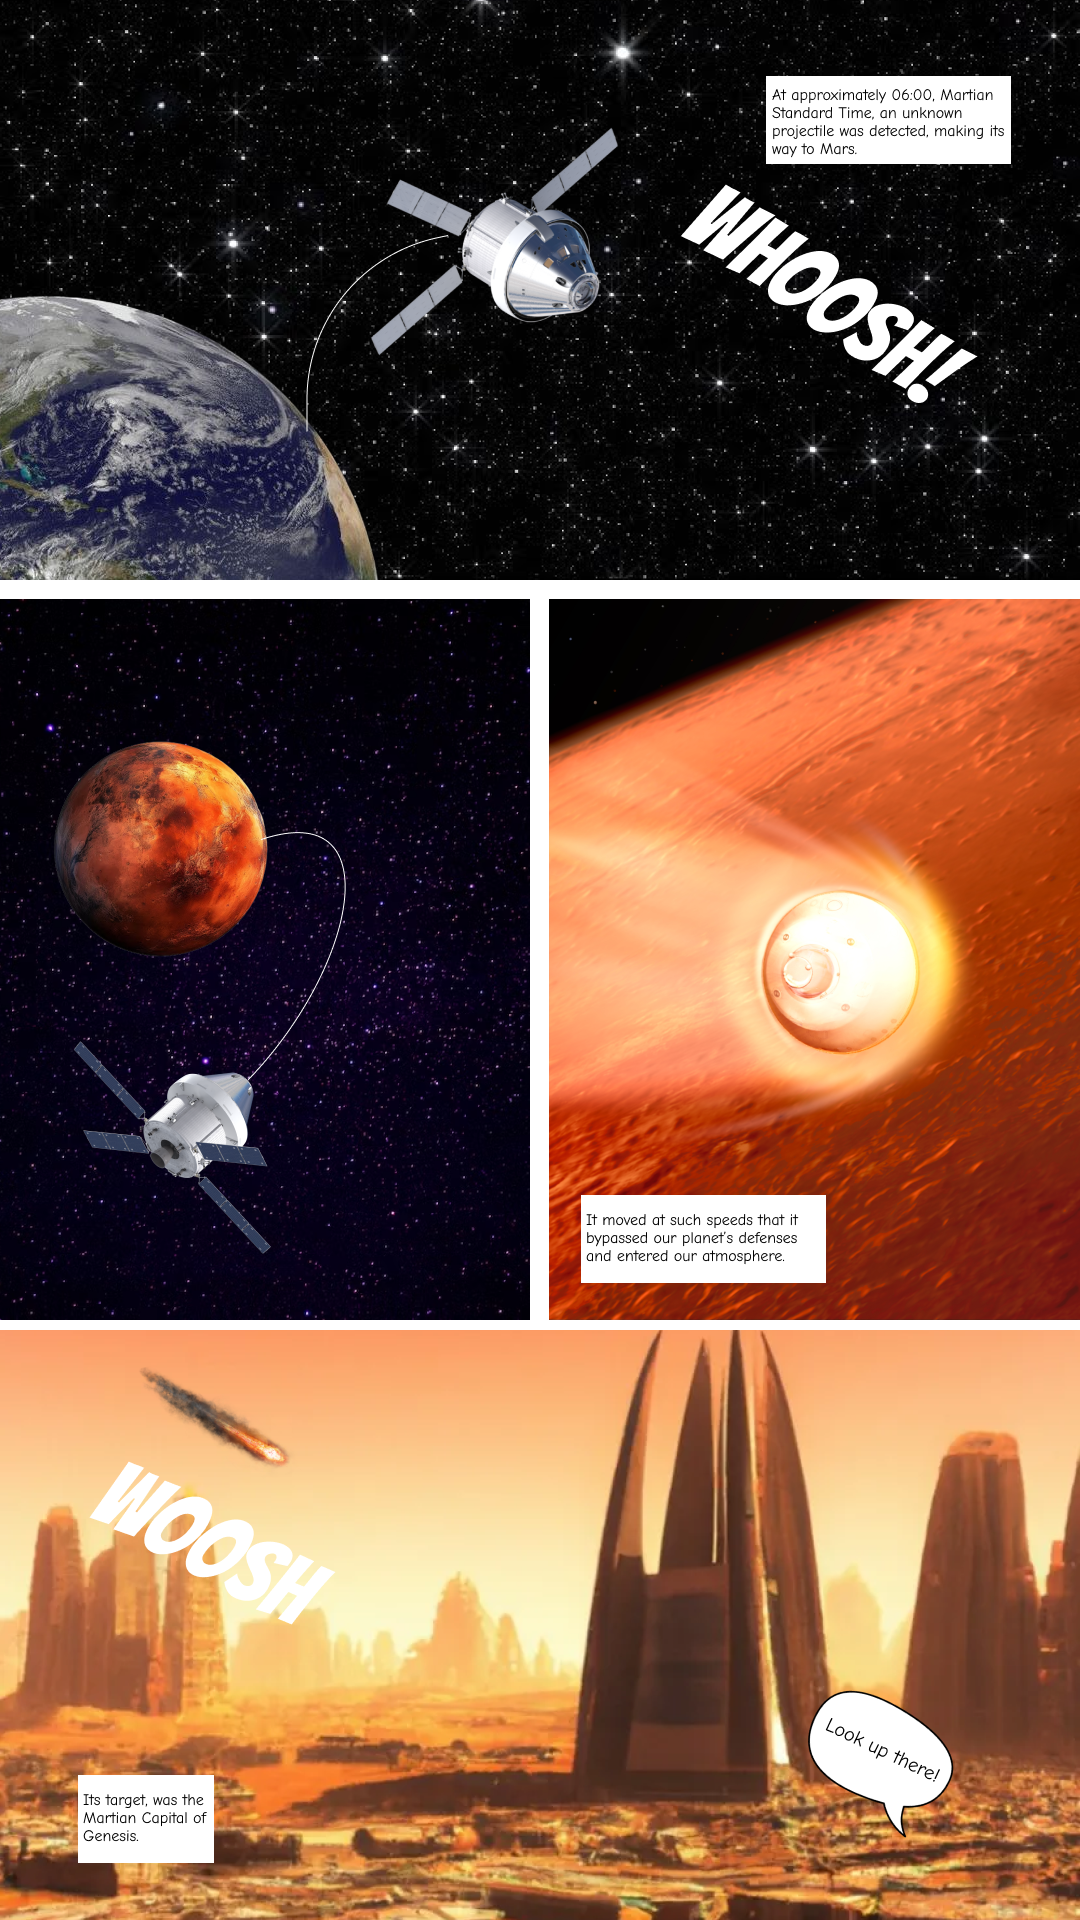 At approximately 06:00, Martian
Standard Time, an unknown
projectile was detected, making its
way to Mars.
WHOOSH!
It moved at such speeds that it
bypassed our planet's defenses
and entered our atmosphere.
WOOSH
Look up there!
Its target, was the
Martian Capital of
Genesis.